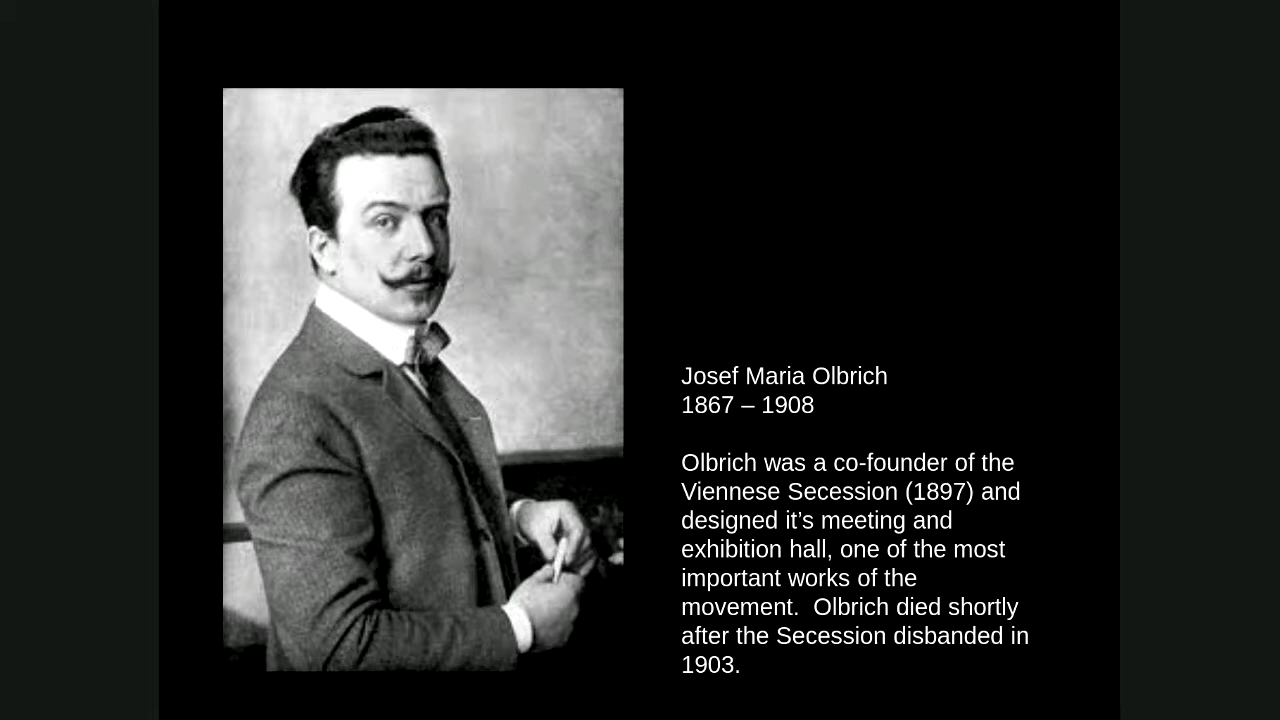 Josef Maria Olbrich
1867 – 1908
Olbrich was a co-founder of the
Viennese Secession (1897) and
designed it’s meeting and
exhibition hall, one of the most
important works of the
movement.  Olbrich died shortly
after the Secession disbanded in
1903.